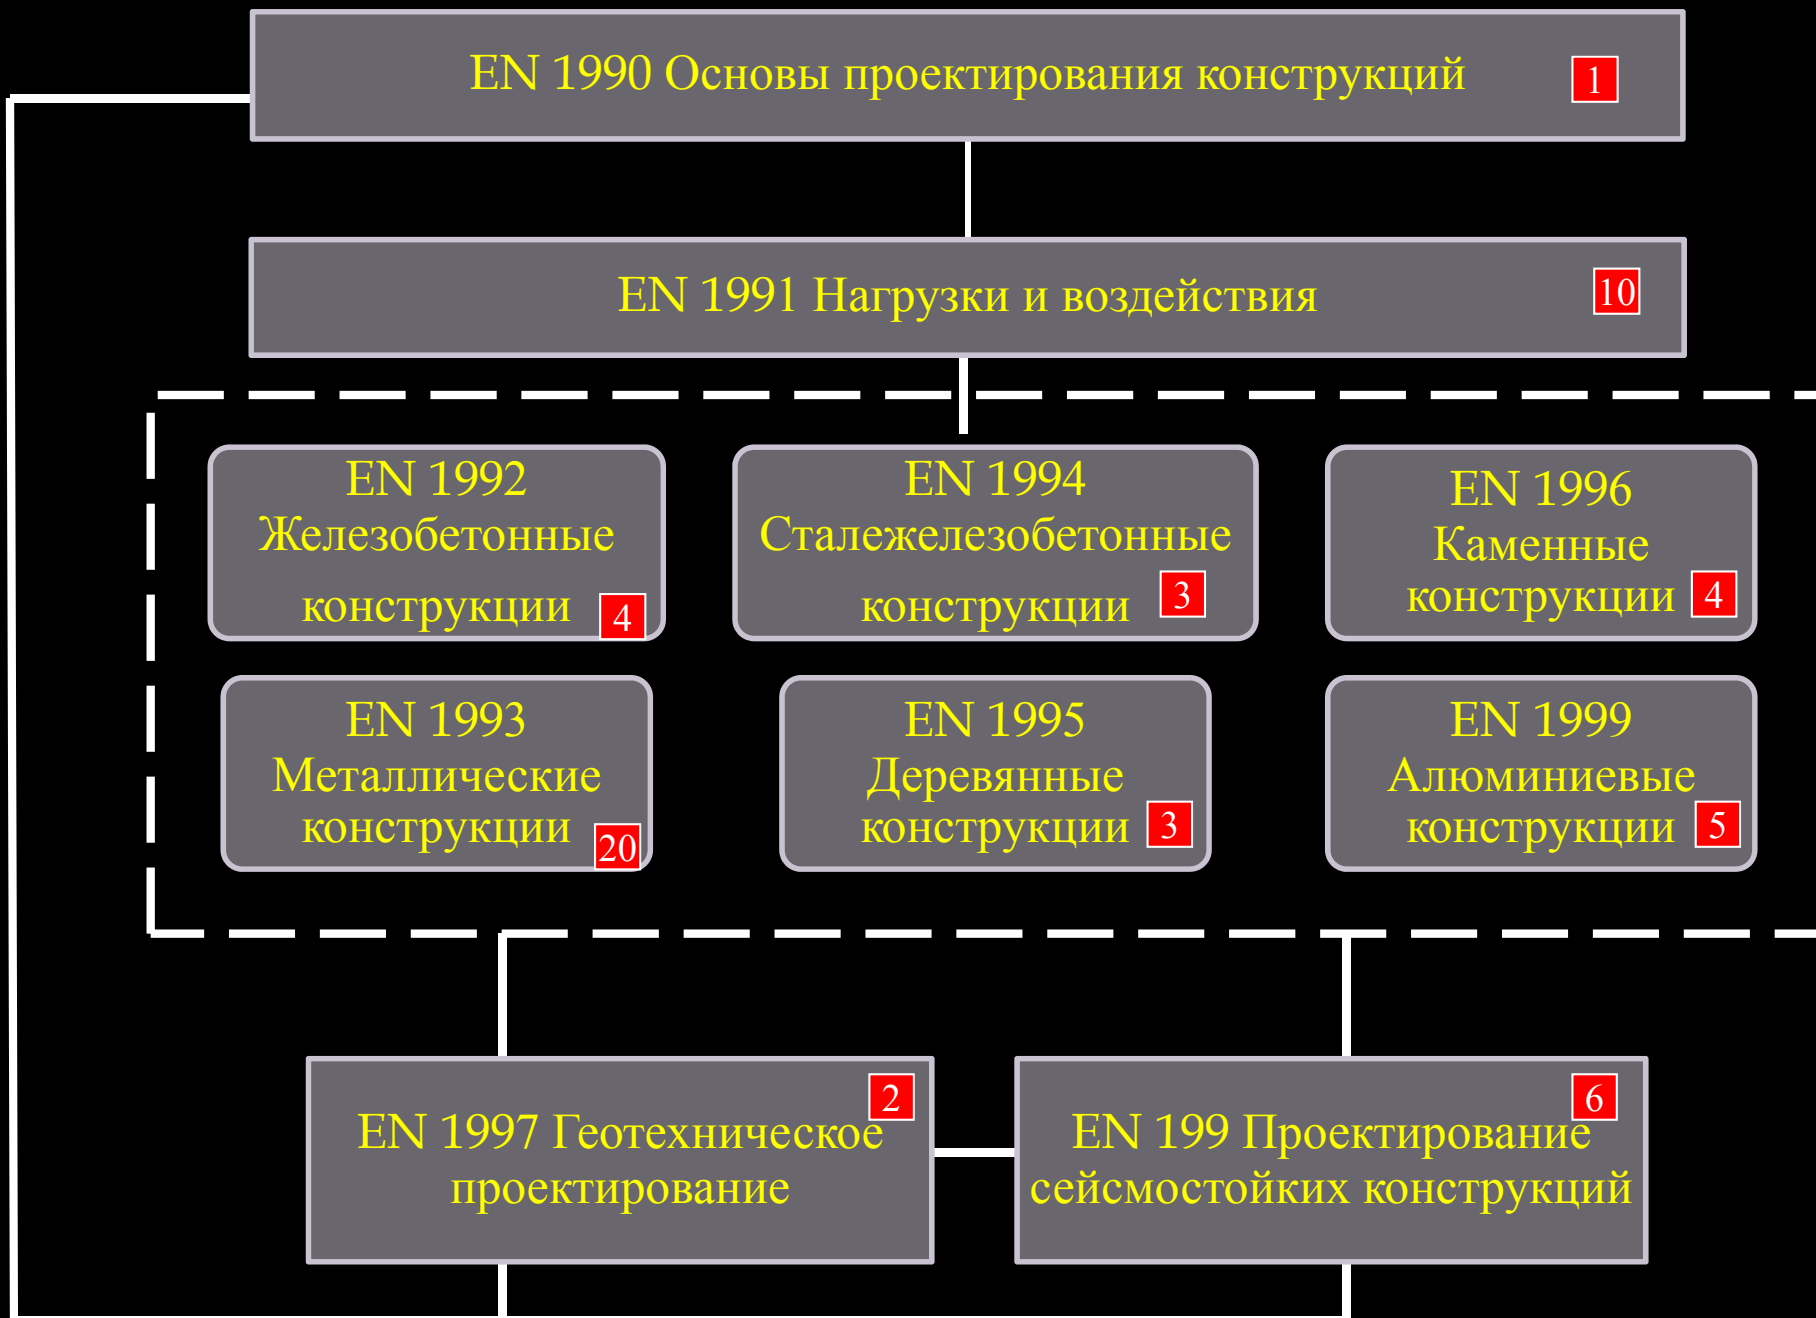 EN 1990 Основы проектирования конструкций
1
EN 1991 Нагрузки и воздействия
10
EN 1992
Железобетонные
конструкции
4
EN 1994
Сталежелезобетонные
конструкции
3
EN 1996
Каменные
конструкции
4
EN 1993
Металлические
конструкции
20
EN 1995
Деревянные
конструкции
3
EN 1999
Алюминиевые
конструкции
5
2
EN 1997 Геотехническое
проектирование
6
EN 199 Проектирование
сейсмостойких конструкций